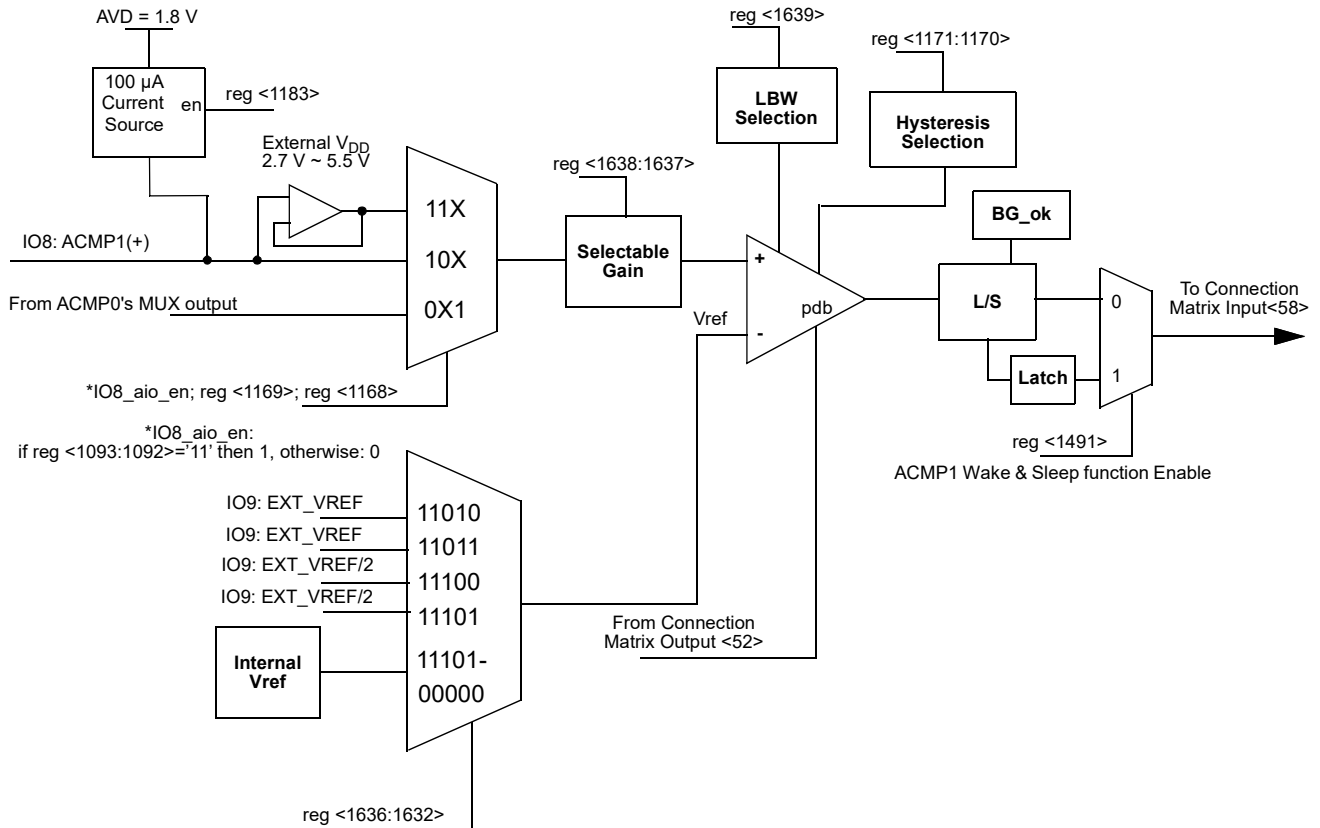 AVD = 1.8 V
100 µA
Current
Source
en
reg <1183>
External VDD
2.7 V ~ 5.5 V
IO8: ACMP1(+)
From ACMP0's MUX output
11X
10X
0X1
*IO8_aio_en; reg <1169>; reg <1168>
*IO8_aio_en:
if reg <1093:1092>='11' then 1, otherwise: 0
reg <1638:1637>
Selectable
Gain
reg <1639>
LBW
Selection
reg <1171:1170>
Hysteresis
Selection
+
-
pdb
Vref
BG_ok
L/S
Latch
0
1
To Connection
Matrix Input<58>
reg <1491>
ACMP1 Wake & Sleep function Enable
IO9: EXT_VREF
IO9: EXT_VREF
IO9: EXT_VREF/2
IO9: EXT_VREF/2
11010
11011
11100
11101
11101-
00000
Internal
Vref
From Connection
Matrix Output <52>
reg <1636:1632>